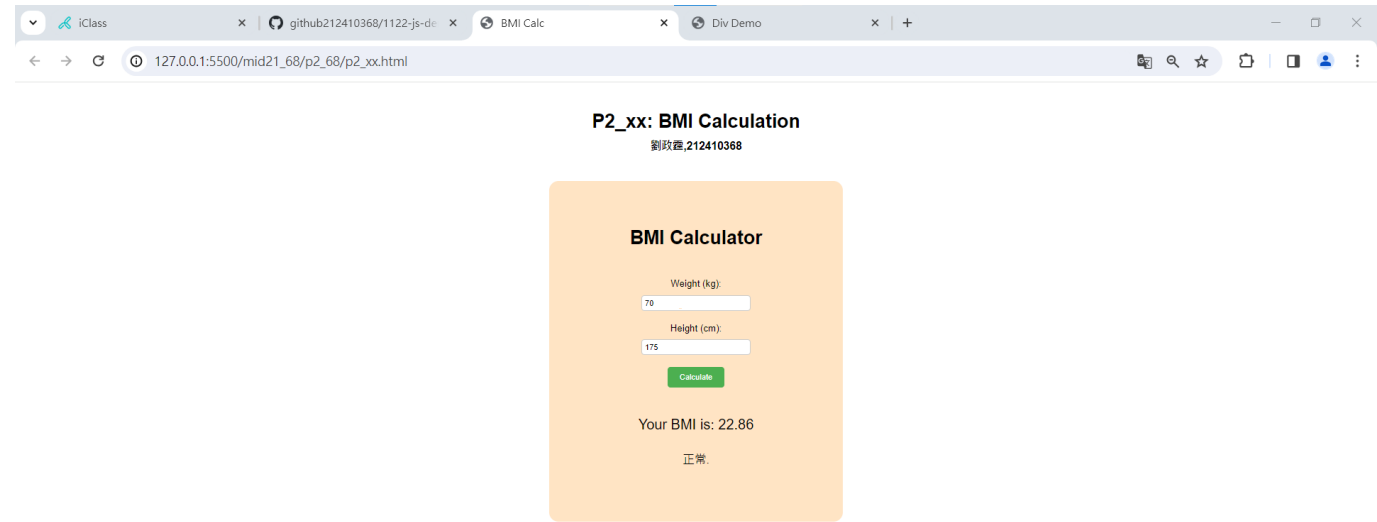 iClass
github212410368/1122-js-de
BMI Calc
Div Demo
127.0.0.1:5500/mid21_68/p2_68/p2_xx.html
P2_xx: BMI Calculation
劉政霆,212410368
BMI Calculator
Weight (kg):
70
Height (cm):
175
Calculate
Your BMI is: 22.86
正常.